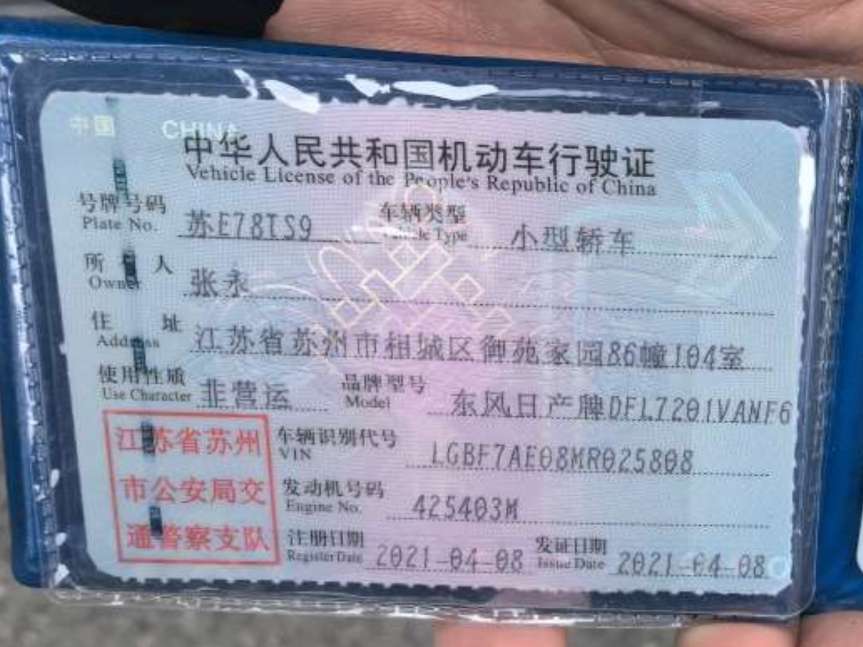 中国 CHINA
中华人民共和国机动车行驶证
Vehicle License of the People's Republic of China
号牌号码 苏E78TS9 车辆类型 小型轿车
Plate No. Vehicle Type
所有人 张永
Owner
住址 江苏省苏州市相城区御苑家园86幢104室
Address
使用性质 非营运 品牌型号 东风日产牌DFL7201VANF6
Use Character Model
江苏省苏州 车辆识别代号 LGBF7AE08MR025808
VIN
市公安局交 发动机号码 425403M
Engine No.
通警察支队 注册日期 2021-04-08 发证日期 2021-04-08
Register Date Issue Date